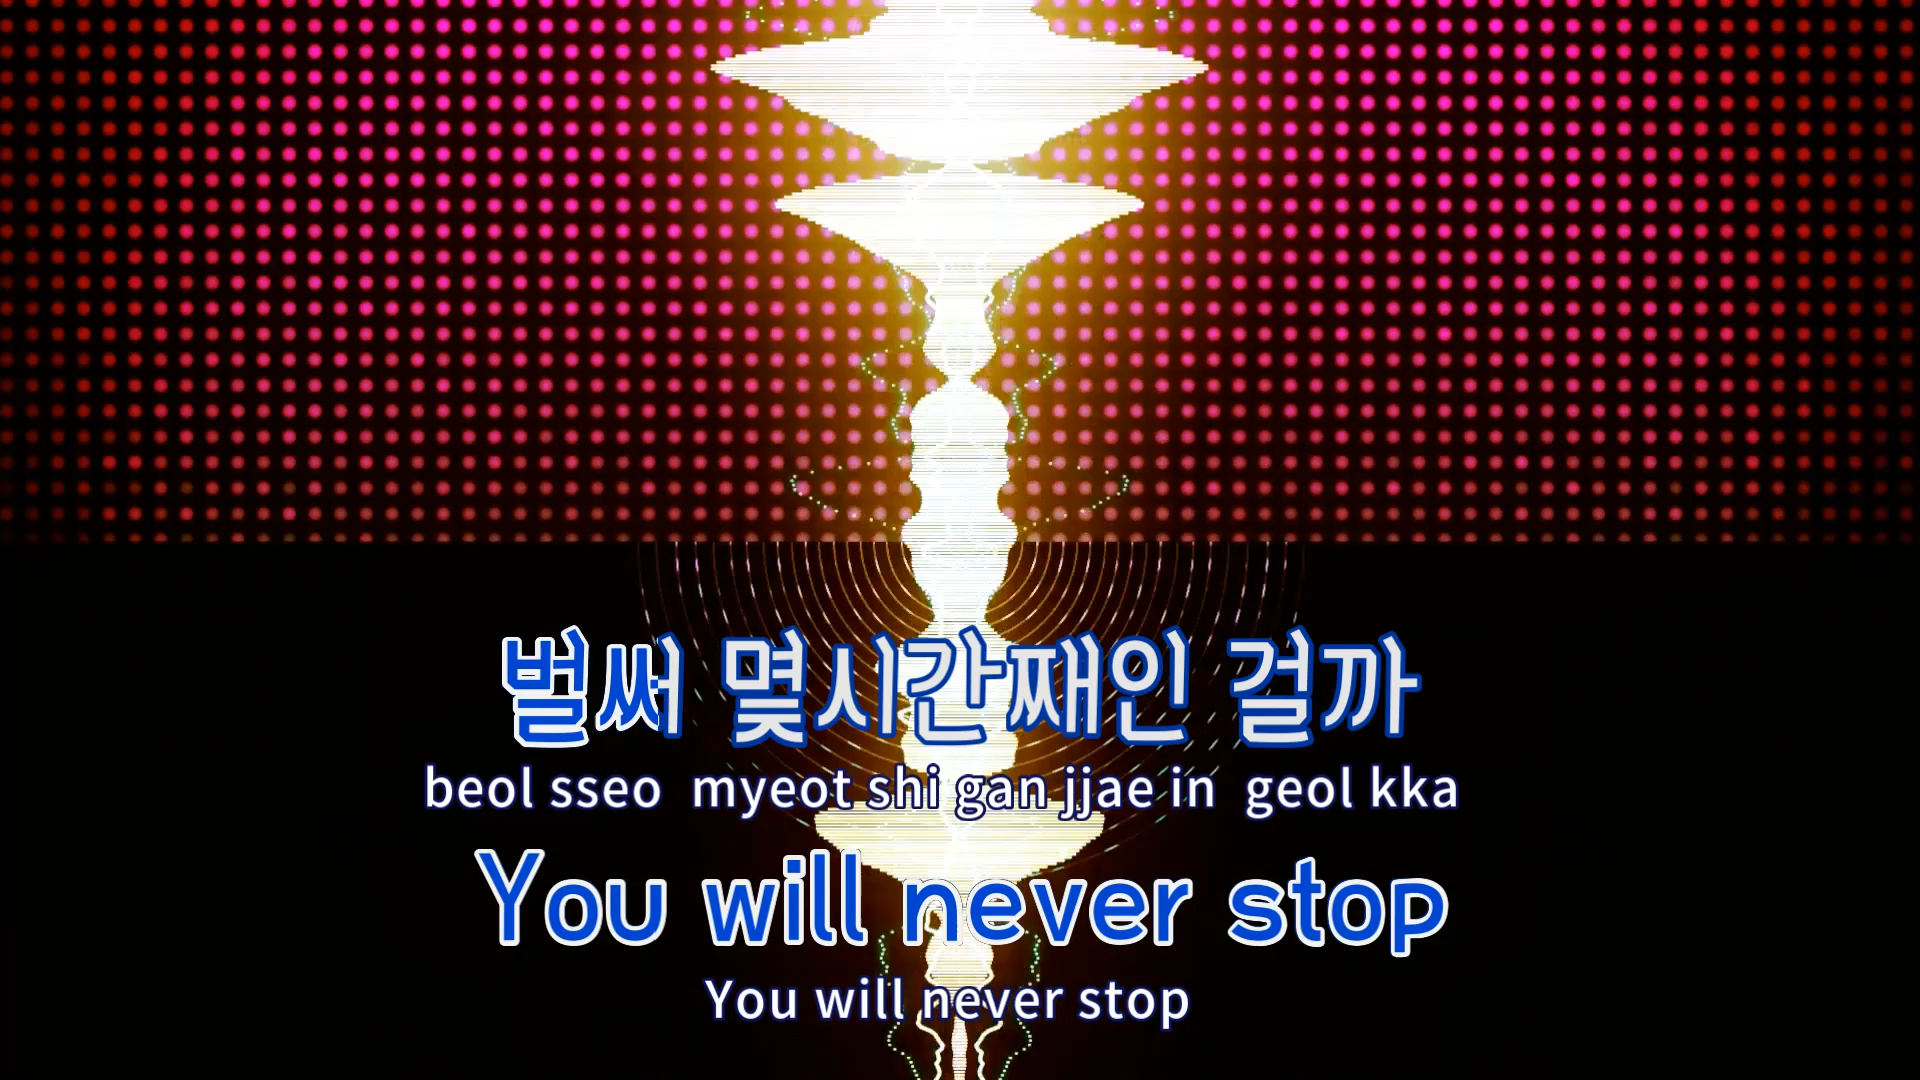 벌써 몇시간째인 걸까
beol sseo myeot shi gan jjae in geol kka
You will never stop
You will never stop